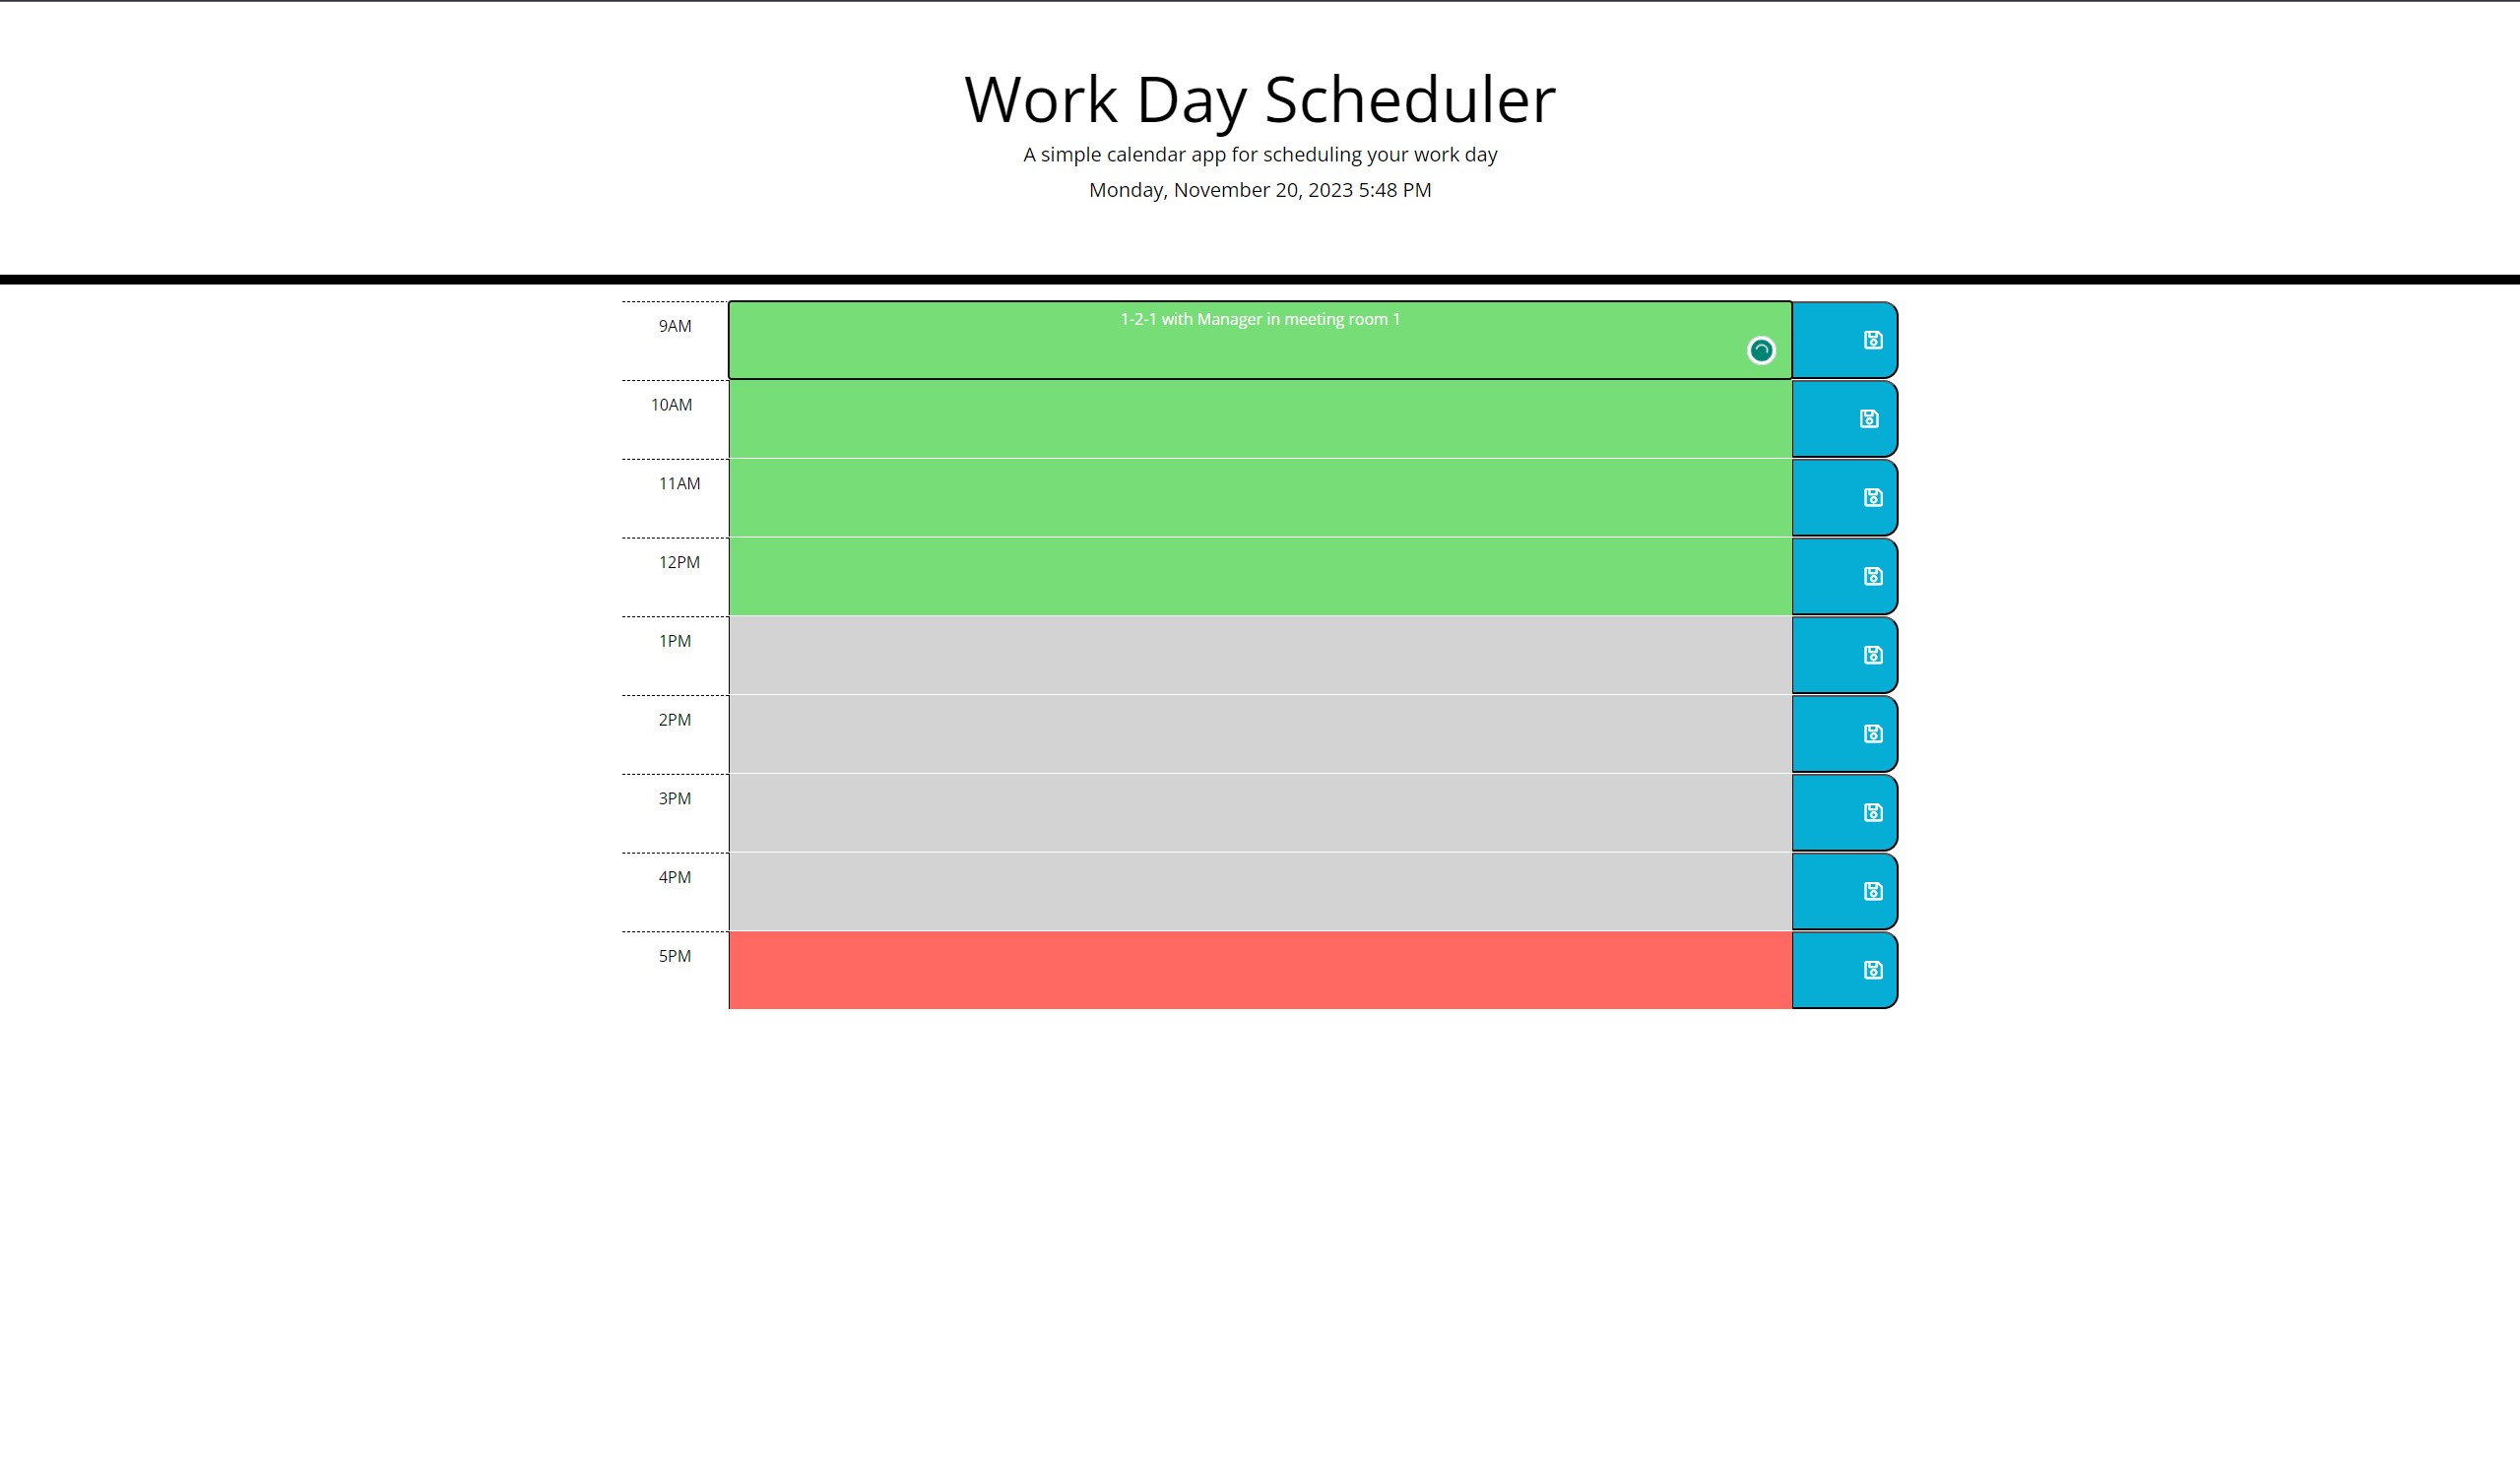 Work Day Scheduler
A simple calendar app for scheduling your work day
Monday, November 20, 2023 5:48 PM
9AM
1-2-1 with Manager in meeting room 1
10AM
11AM
12PM
1PM
2PM
3PM
4PM
5PM